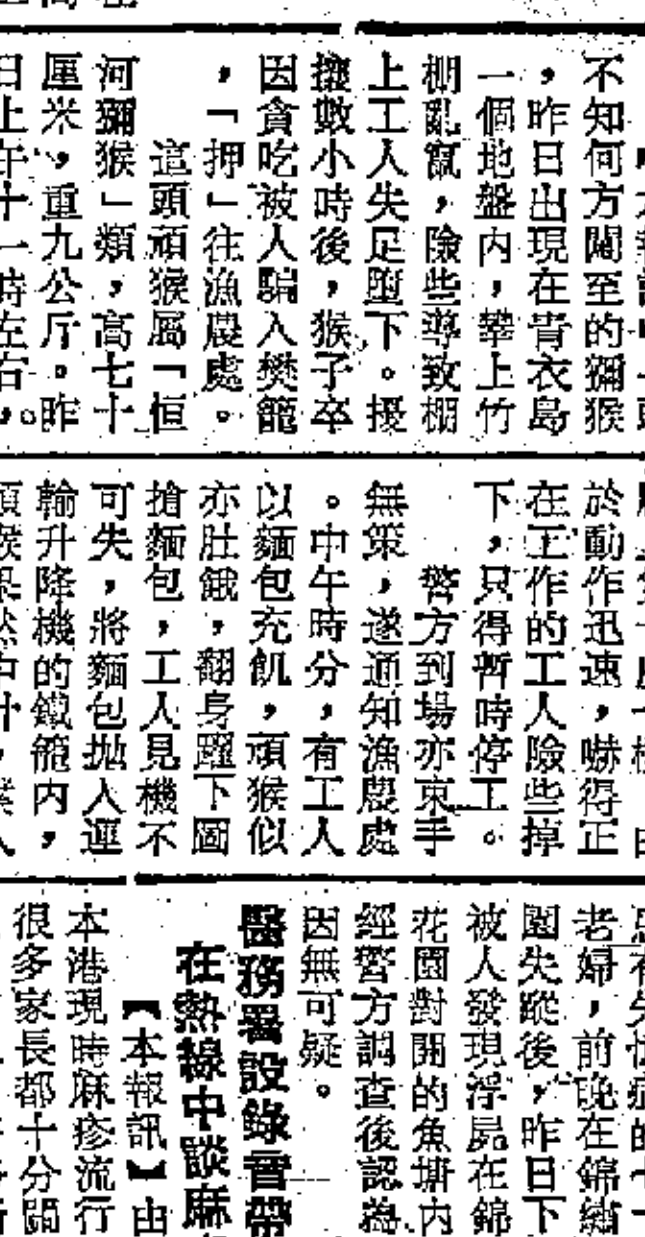 不知何方闖至的獼猴
，昨日出現在青衣島
一個地盤內，攀上竹
棚亂竄，險些導致棚
上工人失足墮下。擾
攘數小時後，猴子卒
因貪吃被人騙入樊籠
，「押」往漁農處。
這頭頑猴屬「恒
河獼猴」類，高七十
厘米，重九公斤。昨
日上午十一時左右，
於動作迅速，嚇得正
在工作的工人險些掉
下，只得暫時停工。
警方到場亦束手
無策，遂通知漁農處
。中午時分，有工人
以麵包充飢，頑猴似
亦肚餓，翻身躍下圖
搶麵包，工人見機不
可失，將麵包拋入運
輸升降機的鐵籠內，
頑猴果然中計，
老婦，前晚在錦繡
園失蹤後，昨日下
被人發現浮屍在錦
花園對開的魚塘內
經警方調查後認為
因無可疑。
醫務署設錄音帶
在熱線中談麻
【本報訊】由
本港現時麻疹流行
很多家長都十分關